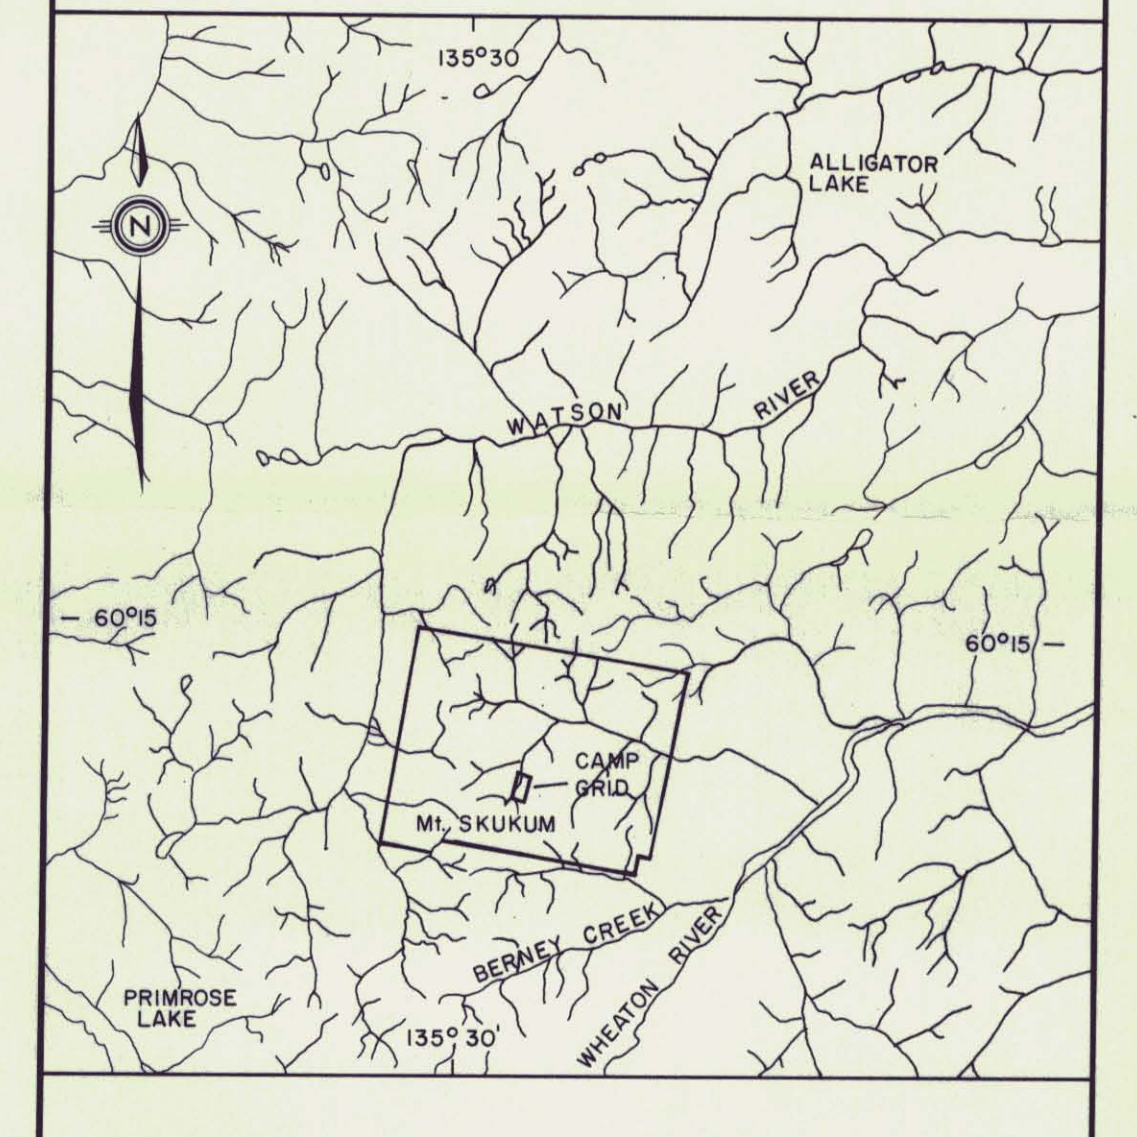 135°30
ALLIGATOR
LAKE
N
WATSON RIVER
— 60°15
60°15 —
CAMP
GRID
Mt. SKUKUM
BERNEY CREEK
WHEATON RIVER
PRIMROSE
LAKE
135° 30'